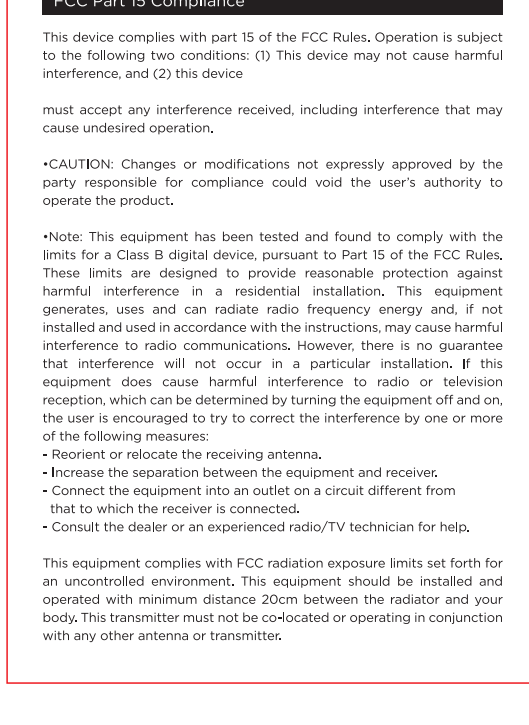 FCC Part 15 Compliance
This device complies with part 15 of the FCC Rules. Operation is subject
to the following two conditions: (1) This device may not cause harmful
interference, and (2) this device
must accept any interference received, including interference that may
cause undesired operation.
•CAUTION: Changes or modifications not expressly approved by the
party responsible for compliance could void the user's authority to
operate the product.
•Note: This equipment has been tested and found to comply with the
limits for a Class B digital device, pursuant to Part 15 of the FCC Rules.
These limits are designed to provide reasonable protection against
harmful interference in a residential installation. This equipment
generates, uses and can radiate radio frequency energy and, if not
installed and used in accordance with the instructions, may cause harmful
interference to radio communications. However, there is no guarantee
that interference will not occur in a particular installation. If this
equipment does cause harmful interference to radio or television
reception, which can be determined by turning the equipment off and on,
the user is encouraged to try to correct the interference by one or more
of the following measures:
- Reorient or relocate the receiving antenna.
- Increase the separation between the equipment and receiver.
- Connect the equipment into an outlet on a circuit different from
that to which the receiver is connected.
- Consult the dealer or an experienced radio/TV technician for help.
This equipment complies with FCC radiation exposure limits set forth for
an uncontrolled environment. This equipment should be installed and
operated with minimum distance 20cm between the radiator and your
body. This transmitter must not be co-located or operating in conjunction
with any other antenna or transmitter.